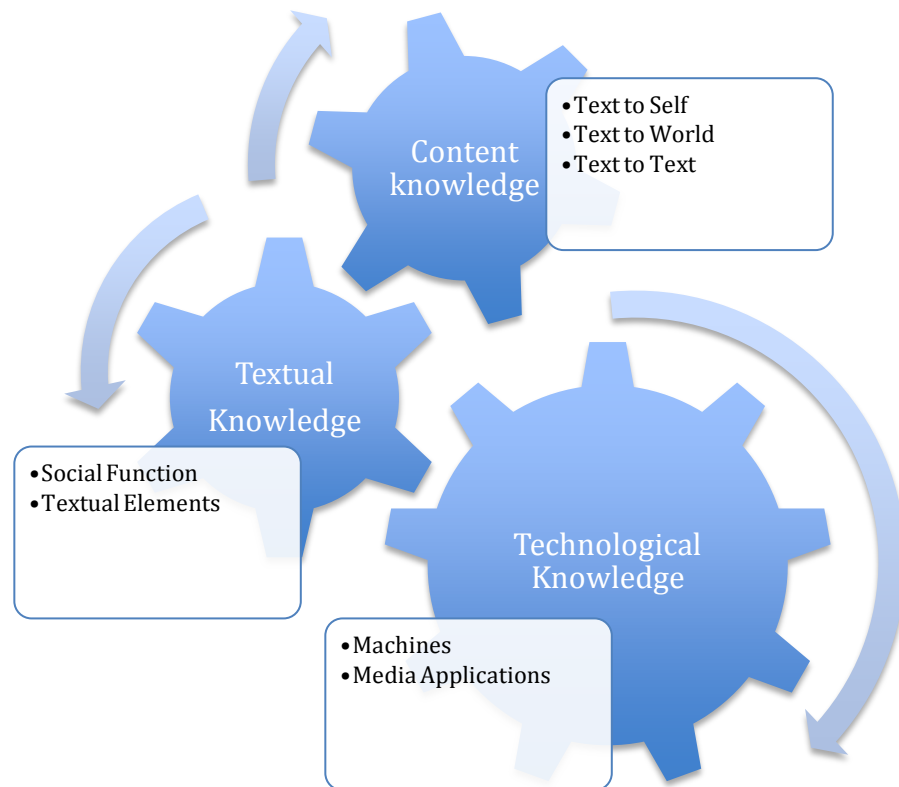 Content
knowledge
•Text to Self
•Text to World
•Text to Text
Textual
Knowledge
•Social Function
•Textual Elements
Technological
Knowledge
•Machines
•Media Applications